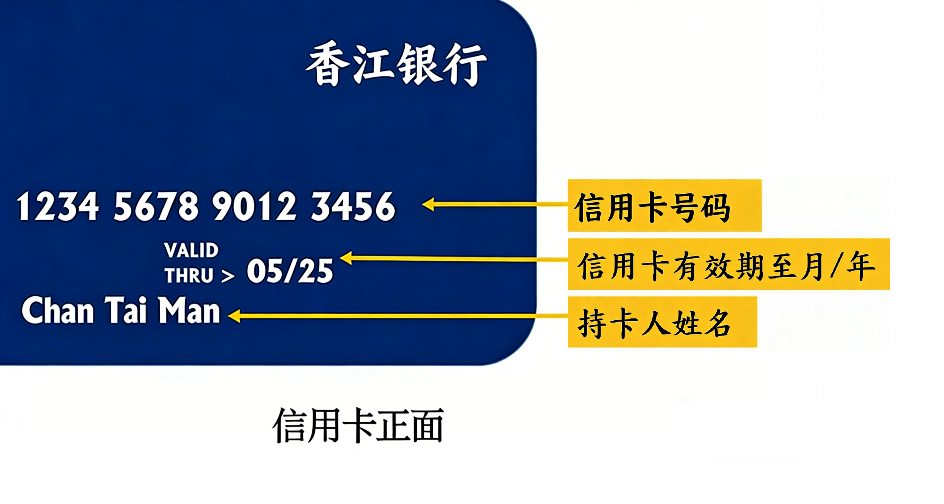 香江银行
1234 5678 9012 3456
信用卡号码
VALID
THRU > 05/25
信用卡有效期至月/年
Chan Tai Man
持卡人姓名
信用卡正面